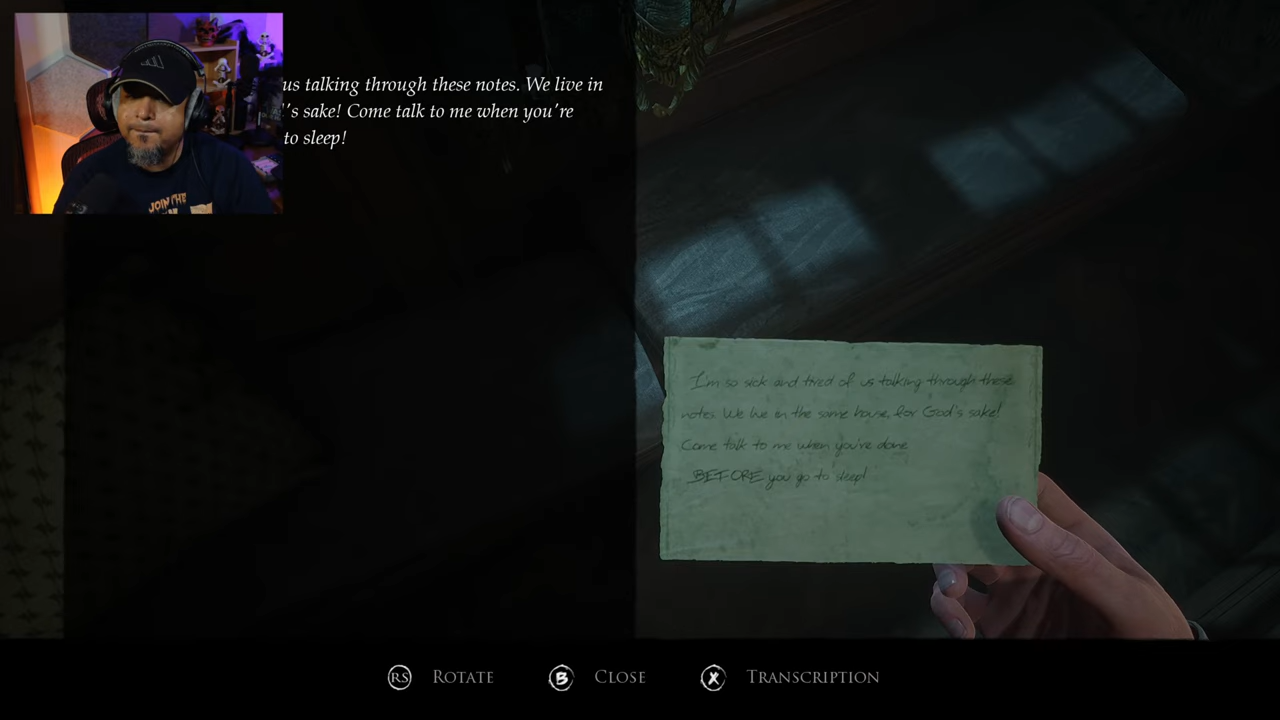 us talking through these notes. We live in
's sake! Come talk to me when you're
to sleep!
JOIN THE
I'm so sick and tired of us talking through these
notes. We live in the same house, for God's sake!
Come talk to me when you're done
BEFORE you go to sleep!
RS ROTATE B CLOSE X TRANSCRIPTION